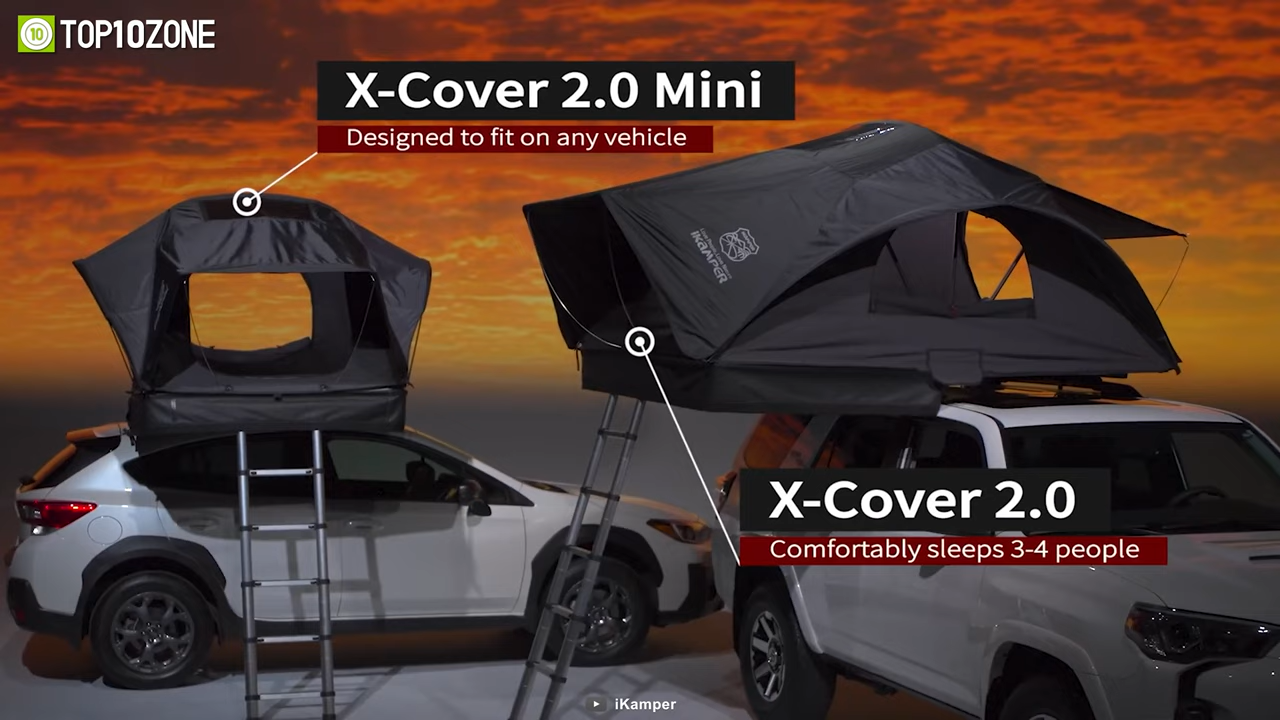 10 TOP10ZONE
X-Cover 2.0 Mini
Designed to fit on any vehicle
iKAMPER
X-Cover 2.0
Comfortably sleeps 3-4 people
iKamper